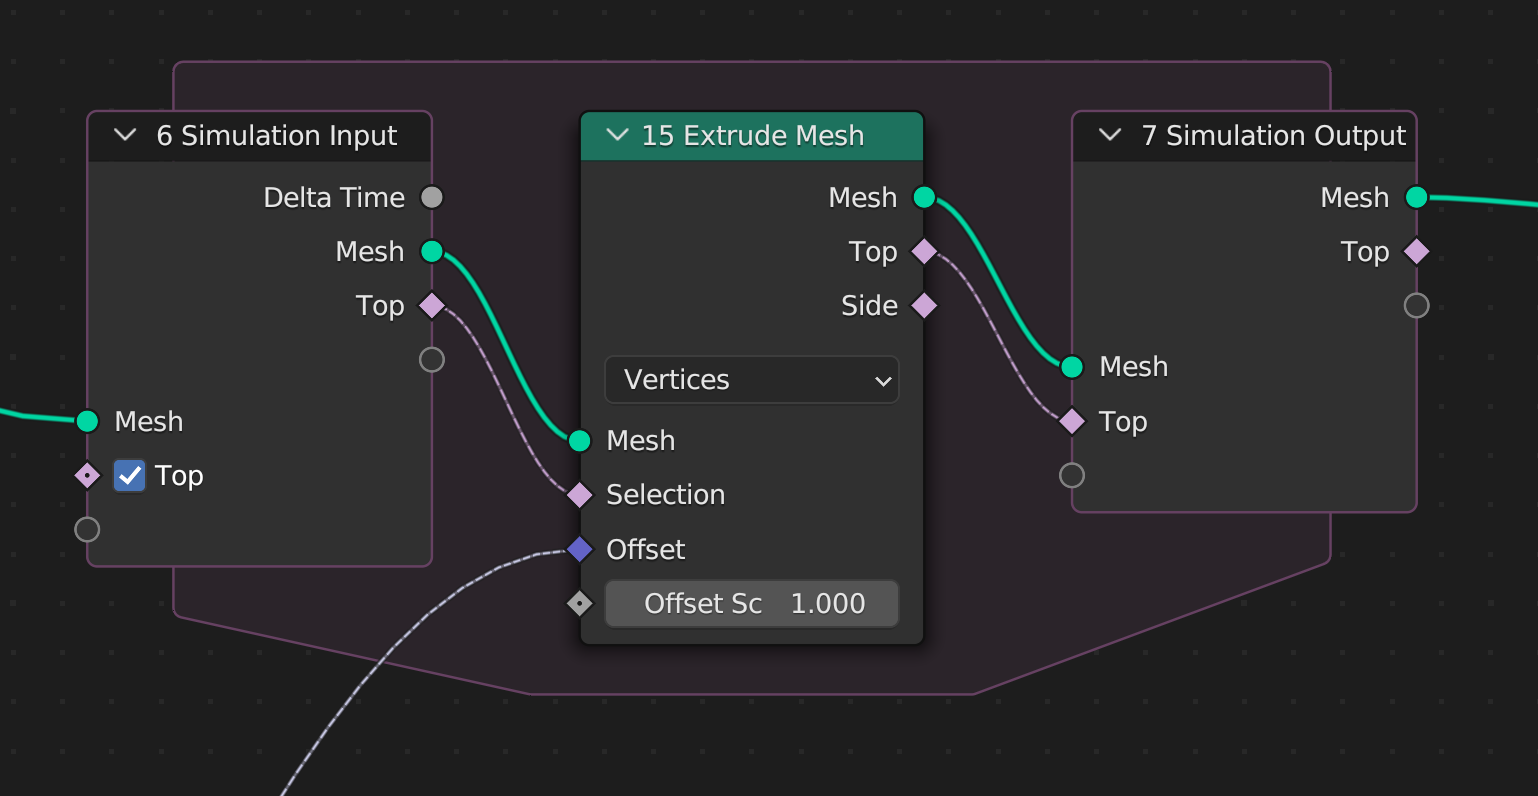 6 Simulation Input
Delta Time
Mesh
Top
Mesh
Top
15 Extrude Mesh
Mesh
Top
Side
Vertices
Mesh
Selection
Offset
Offset Sc 1.000
7 Simulation Output
Mesh
Top
Mesh
Top